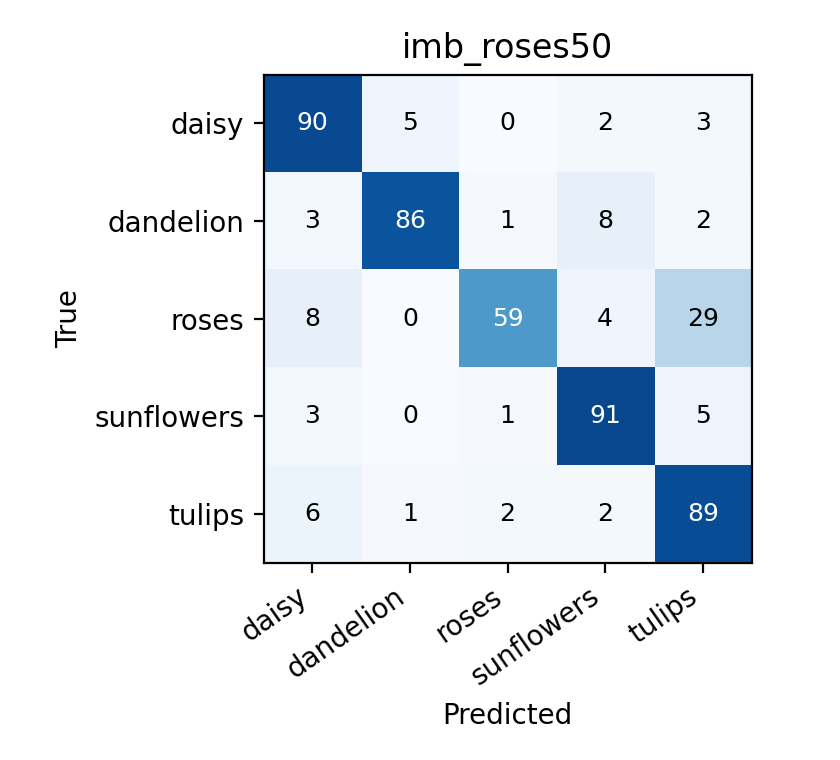 imb_roses50
daisy 90 5 0 2 3
dandelion 3 86 1 8 2
roses 8 0 59 4 29
sunflowers 3 0 1 91 5
tulips 6 1 2 2 89
True
daisy dandelion roses sunflowers tulips
Predicted